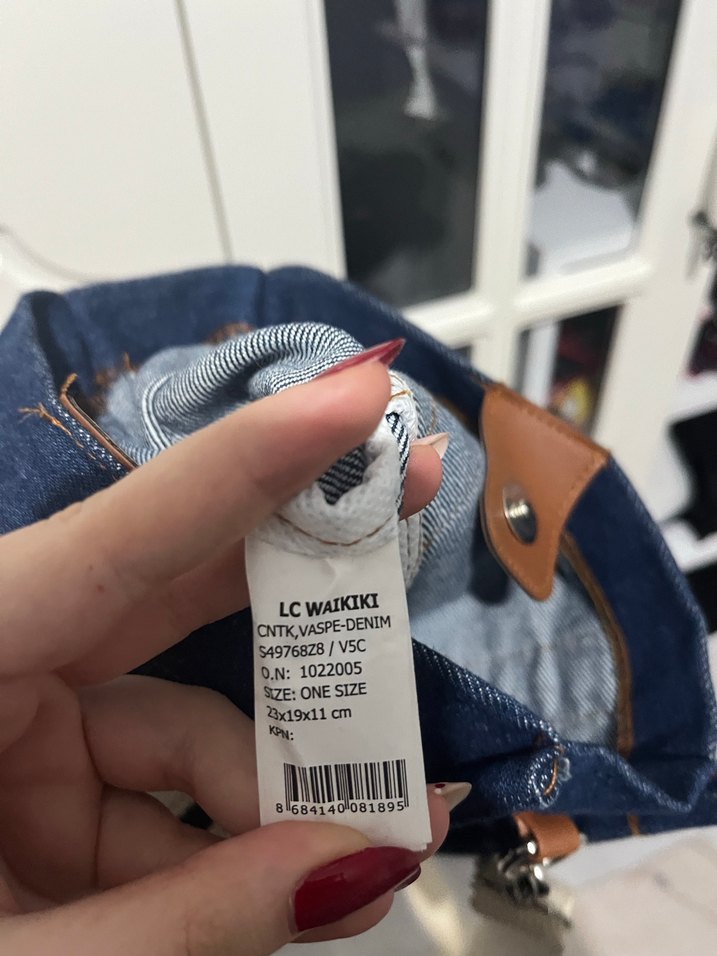 LC WAIKIKI
CNTK,VASPE-DENIM
S49768Z8 / V5C
O.N: 1022005
SIZE: ONE SIZE
23x19x11 cm
KPN:
8 684140 081895